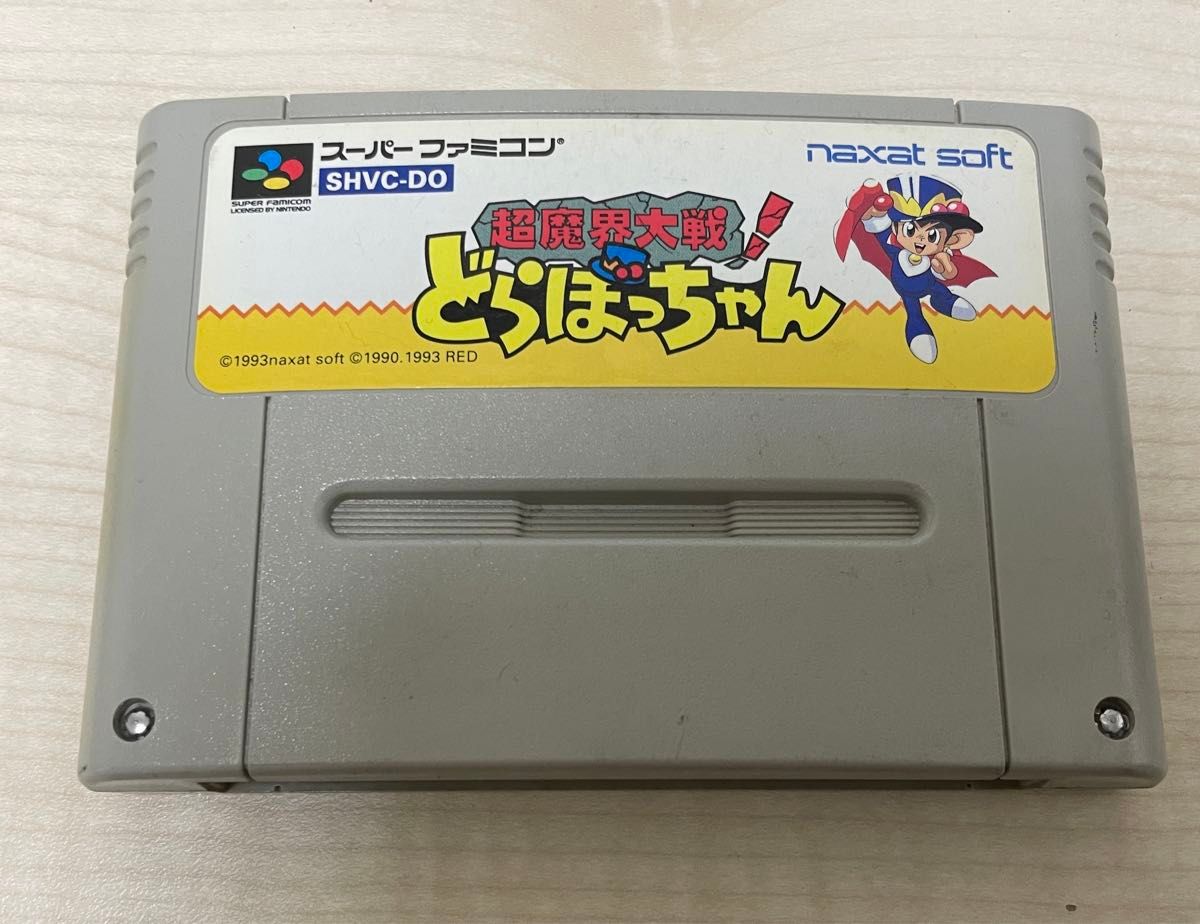 スーパーファミコン®
SHVC-DO
SUPER FAMICOM
LICENSED BY NINTENDO
naxat soft
超魔界大戦!
どらぼっちゃん
©1993naxat soft ©1990.1993 RED